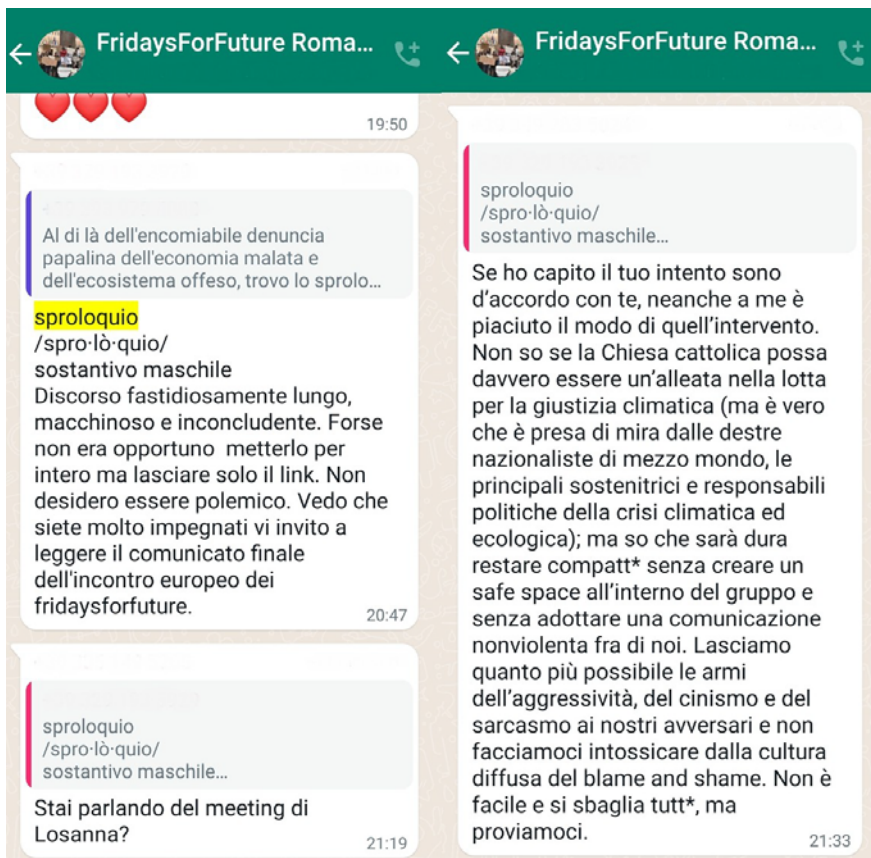 FridaysForFuture Roma...
19:50
Al di là dell'encomiabile denuncia
papalina dell'economia malata e
dell'ecosistema offeso, trovo lo sprolo...
sproloquio
/spro·lò·quio/
sostantivo maschile
Discorso fastidiosamente lungo,
macchinoso e inconcludente. Forse
non era opportuno  metterlo per
intero ma lasciare solo il link. Non
desidero essere polemico. Vedo che
siete molto impegnati vi invito a
leggere il comunicato finale
dell'incontro europeo dei
fridaysforfuture.
20:47
sproloquio
/spro·lò·quio/
sostantivo maschile...
Stai parlando del meeting di
Losanna?
21:19
FridaysForFuture Roma...
sproloquio
/spro·lò·quio/
sostantivo maschile...
Se ho capito il tuo intento sono
d'accordo con te, neanche a me è
piaciuto il modo di quell'intervento.
Non so se la Chiesa cattolica possa
davvero essere un'alleata nella lotta
per la giustizia climatica (ma è vero
che è presa di mira dalle destre
nazionaliste di mezzo mondo, le
principali sostenitrici e responsabili
politiche della crisi climatica ed
ecologica); ma so che sarà dura
restare compatt* senza creare un
safe space all'interno del gruppo e
senza adottare una comunicazione
nonviolenta fra di noi. Lasciamo
quanto più possibile le armi
dell'aggressività, del cinismo e del
sarcasmo ai nostri avversari e non
facciamoci intossicare dalla cultura
diffusa del blame and shame. Non è
facile e si sbaglia tutt*, ma
proviamoci.
21:33